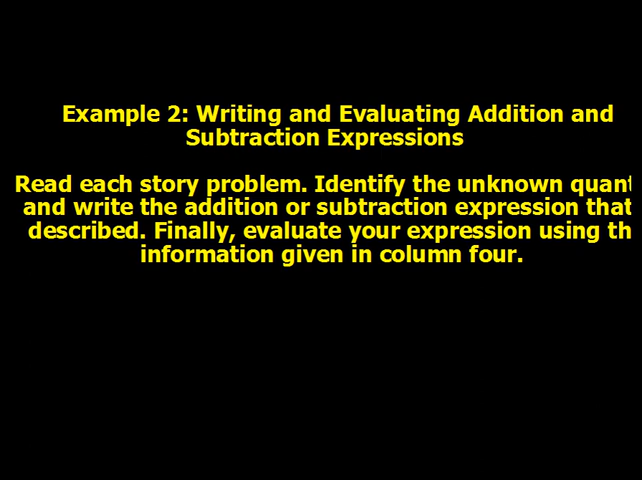 Example 2: Writing and Evaluating Addition and
Subtraction Expressions
Read each story problem. Identify the unknown quant
and write the addition or subtraction expression that
described. Finally, evaluate your expression using th
information given in column four.